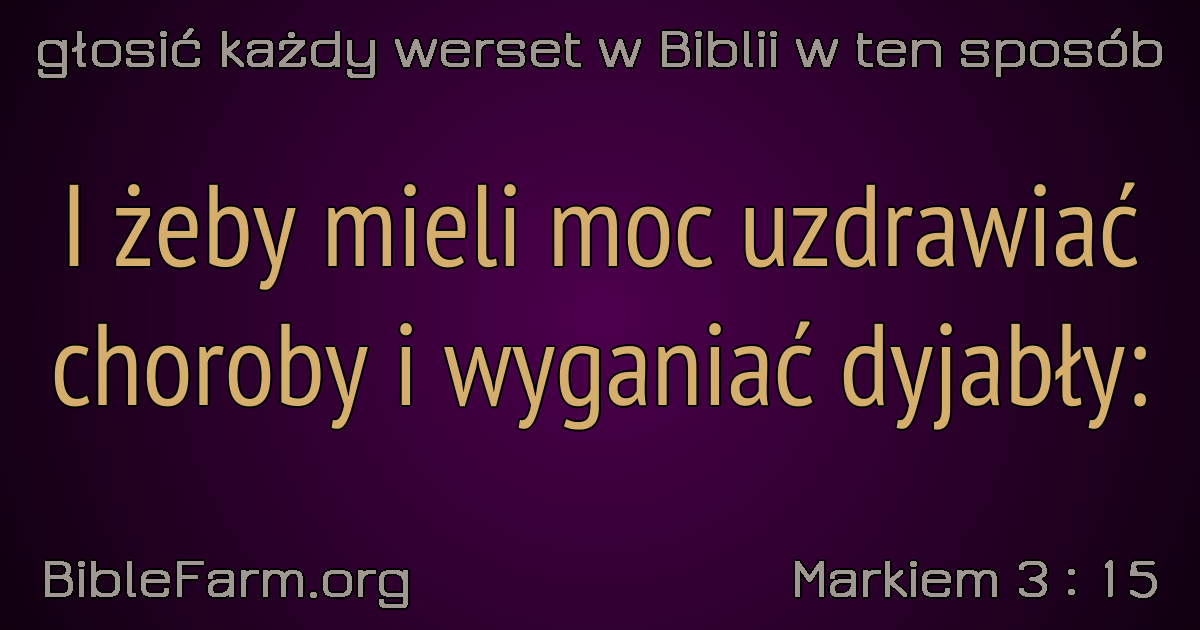 głosić każdy werset w Biblii w ten sposób
I żeby mieli moc uzdrawiać
choroby i wyganiać dyjabły:
BibleFarm.org
Markiem 3 : 15